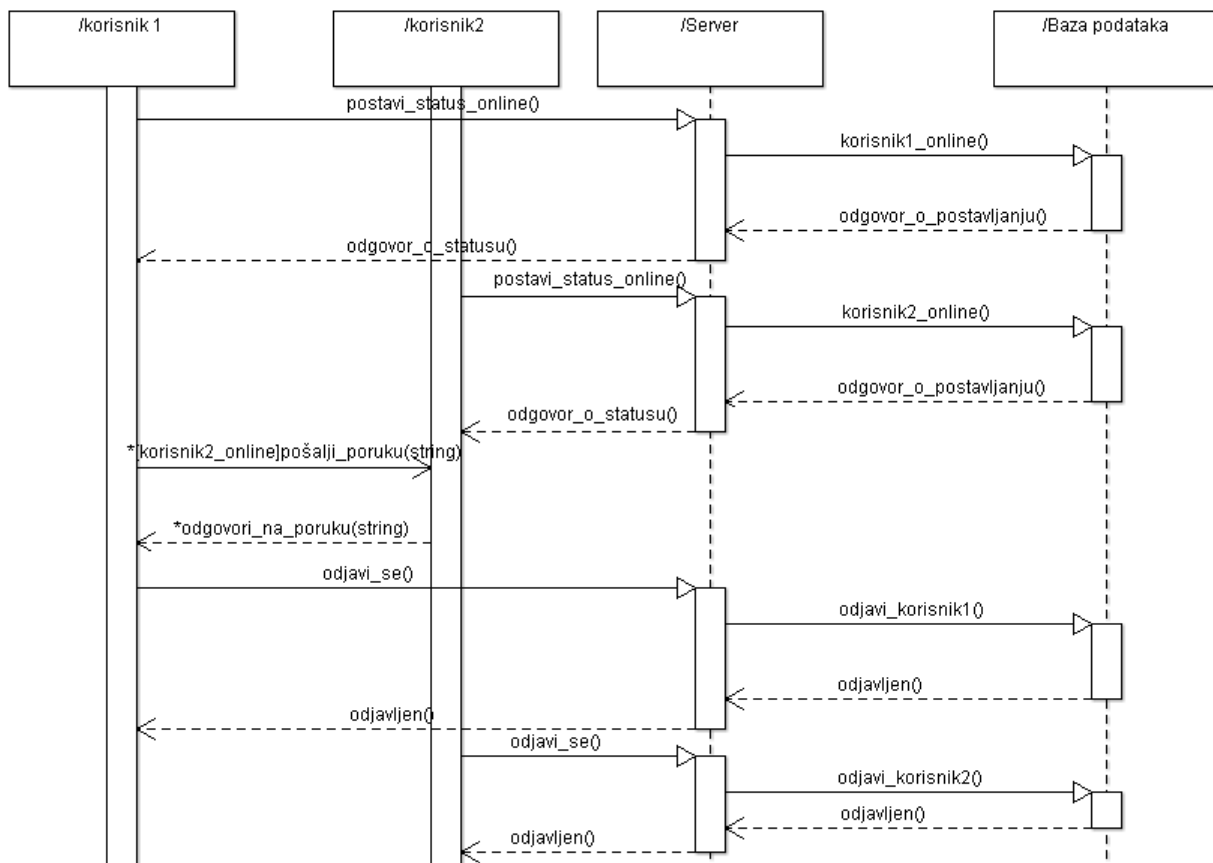 /korisnik 1
/korisnik2
/Server
/Baza podataka
postavi_status_online()
korisnik1_online()
odgovor_o_postavljanju()
odgovor_o_statusu()
postavi_status_online()
korisnik2_online()
odgovor_o_postavljanju()
odgovor_o_statusu()
*[korisnik2_online]pošalji_poruku(string)
*odgovori_na_poruku(string)
odjavi_se()
odjavi_korisnik1()
odjavljen()
odjavljen()
odjavi_se()
odjavi_korisnik2()
odjavljen()
odjavljen()